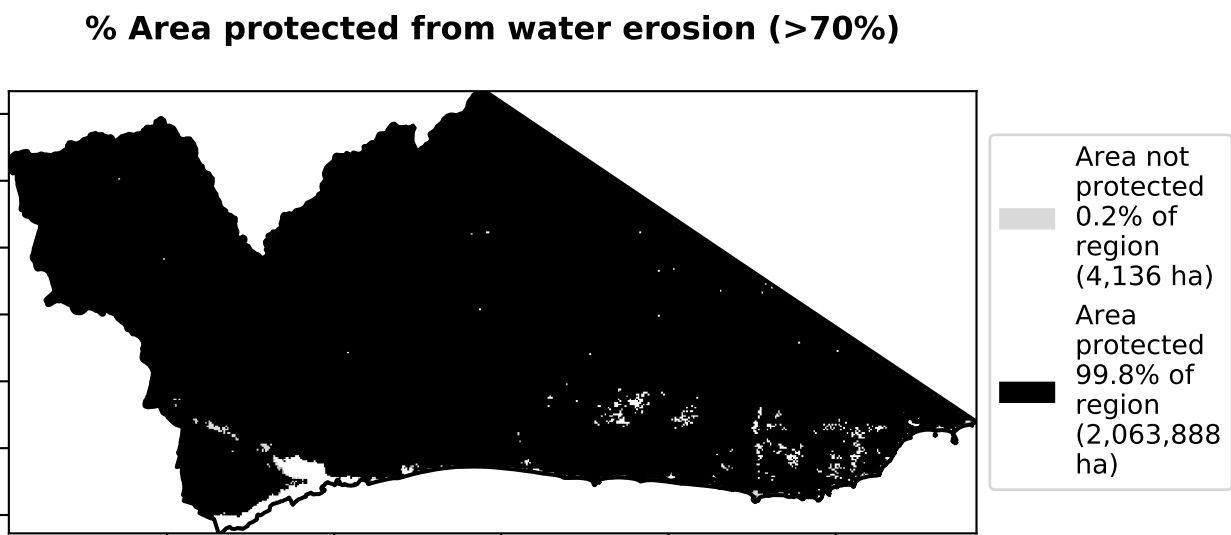 % Area protected from water erosion (>70%)
Area not
protected
0.2% of
region
(4,136 ha)
Area
protected
99.8% of
region
(2,063,888
ha)